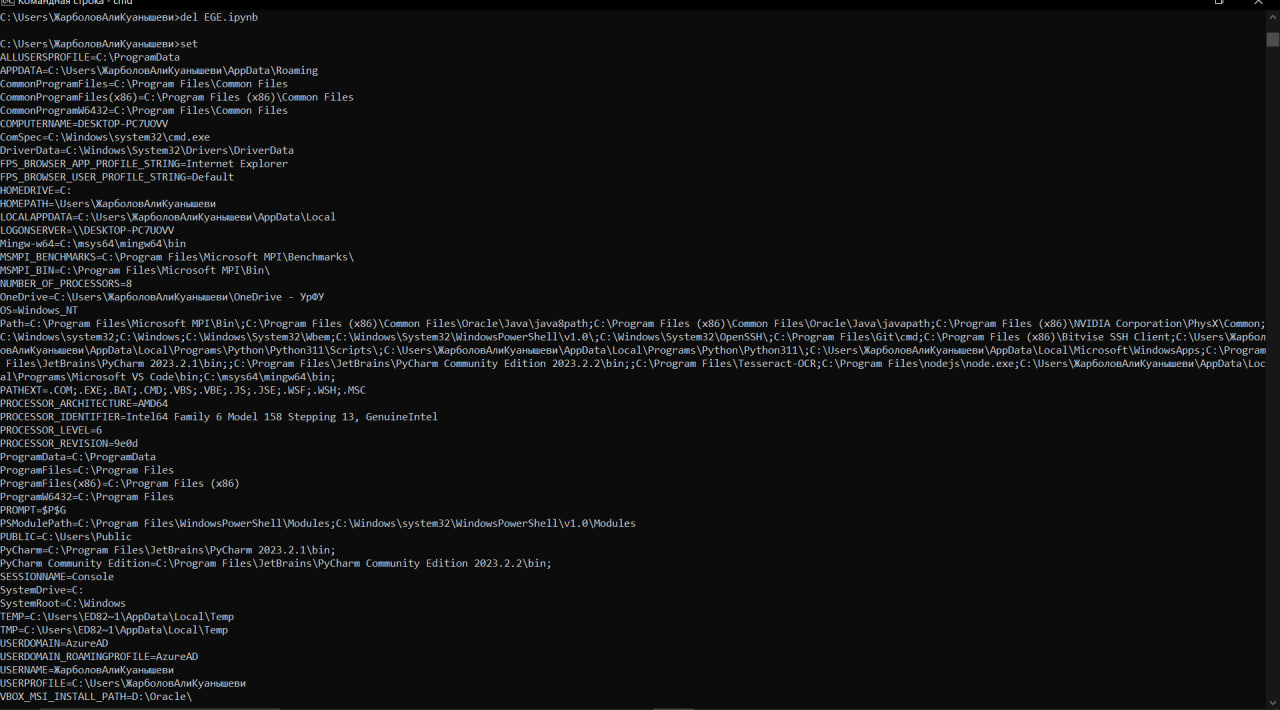 Командная строка - cmd
C:\Users\ЖарболовАлиКуанышеви>del EGE.ipynb
C:\Users\ЖарболовАлиКуанышеви>set
ALLUSERSPROFILE=C:\ProgramData
APPDATA=C:\Users\ЖарболовАлиКуанышеви\AppData\Roaming
CommonProgramFiles=C:\Program Files\Common Files
CommonProgramFiles(x86)=C:\Program Files (x86)\Common Files
CommonProgramW6432=C:\Program Files\Common Files
COMPUTERNAME=DESKTOP-PC7UOVV
ComSpec=C:\Windows\system32\cmd.exe
DriverData=C:\Windows\System32\Drivers\DriverData
FPS_BROWSER_APP_PROFILE_STRING=Internet Explorer
FPS_BROWSER_USER_PROFILE_STRING=Default
HOMEDRIVE=C:
HOMEPATH=\Users\ЖарболовАлиКуанышеви
LOCALAPPDATA=C:\Users\ЖарболовАлиКуанышеви\AppData\Local
LOGONSERVER=\\DESKTOP-PC7UOVV
Mingw-w64=C:\msys64\mingw64\bin
MSMPI_BENCHMARKS=C:\Program Files\Microsoft MPI\Benchmarks\
MSMPI_BIN=C:\Program Files\Microsoft MPI\Bin\
NUMBER_OF_PROCESSORS=8
OneDrive=C:\Users\ЖарболовАлиКуанышеви\OneDrive - УрФУ
OS=Windows_NT
Path=C:\Program Files\Microsoft MPI\Bin\;C:\Program Files (x86)\Common Files\Oracle\Java\java8path;C:\Program Files (x86)\Common Files\Oracle\Java\javapath;C:\Program Files (x86)\NVIDIA Corporation\PhysX\Common;
C:\Windows\system32;C:\Windows;C:\Windows\System32\Wbem;C:\Windows\System32\WindowsPowerShell\v1.0\;C:\Windows\System32\OpenSSH\;C:\Program Files\Git\cmd;C:\Program Files (x86)\Bitvise SSH Client;C:\Users\Жарбол
овАлиКуанышеви\AppData\Local\Programs\Python\Python311\Scripts\;C:\Users\ЖарболовАлиКуанышеви\AppData\Local\Programs\Python\Python311\;C:\Users\ЖарболовАлиКуанышеви\AppData\Local\Microsoft\WindowsApps;C:\Program
Files\JetBrains\PyCharm 2023.2.1\bin;;C:\Program Files\JetBrains\PyCharm Community Edition 2023.2.2\bin;;C:\Program Files\Tesseract-OCR;C:\Program Files\nodejs\node.exe;C:\Users\ЖарболовАлиКуанышеви\AppData\Loc
al\Programs\Microsoft VS Code\bin;C:\msys64\mingw64\bin;
PATHEXT=.COM;.EXE;.BAT;.CMD;.VBS;.VBE;.JS;.JSE;.WSF;.WSH;.MSC
PROCESSOR_ARCHITECTURE=AMD64
PROCESSOR_IDENTIFIER=Intel64 Family 6 Model 158 Stepping 13, GenuineIntel
PROCESSOR_LEVEL=6
PROCESSOR_REVISION=9e0d
ProgramData=C:\ProgramData
ProgramFiles=C:\Program Files
ProgramFiles(x86)=C:\Program Files (x86)
ProgramW6432=C:\Program Files
PROMPT=$P$G
PSModulePath=C:\Program Files\WindowsPowerShell\Modules;C:\Windows\system32\WindowsPowerShell\v1.0\Modules
PUBLIC=C:\Users\Public
PyCharm=C:\Program Files\JetBrains\PyCharm 2023.2.1\bin;
PyCharm Community Edition=C:\Program Files\JetBrains\PyCharm Community Edition 2023.2.2\bin;
SESSIONNAME=Console
SystemDrive=C:
SystemRoot=C:\Windows
TEMP=C:\Users\ED82~1\AppData\Local\Temp
TMP=C:\Users\ED82~1\AppData\Local\Temp
USERDOMAIN=AzureAD
USERDOMAIN_ROAMINGPROFILE=AzureAD
USERNAME=ЖарболовАлиКуанышеви
USERPROFILE=C:\Users\ЖарболовАлиКуанышеви
VBOX_MSI_INSTALL_PATH=D:\Oracle\